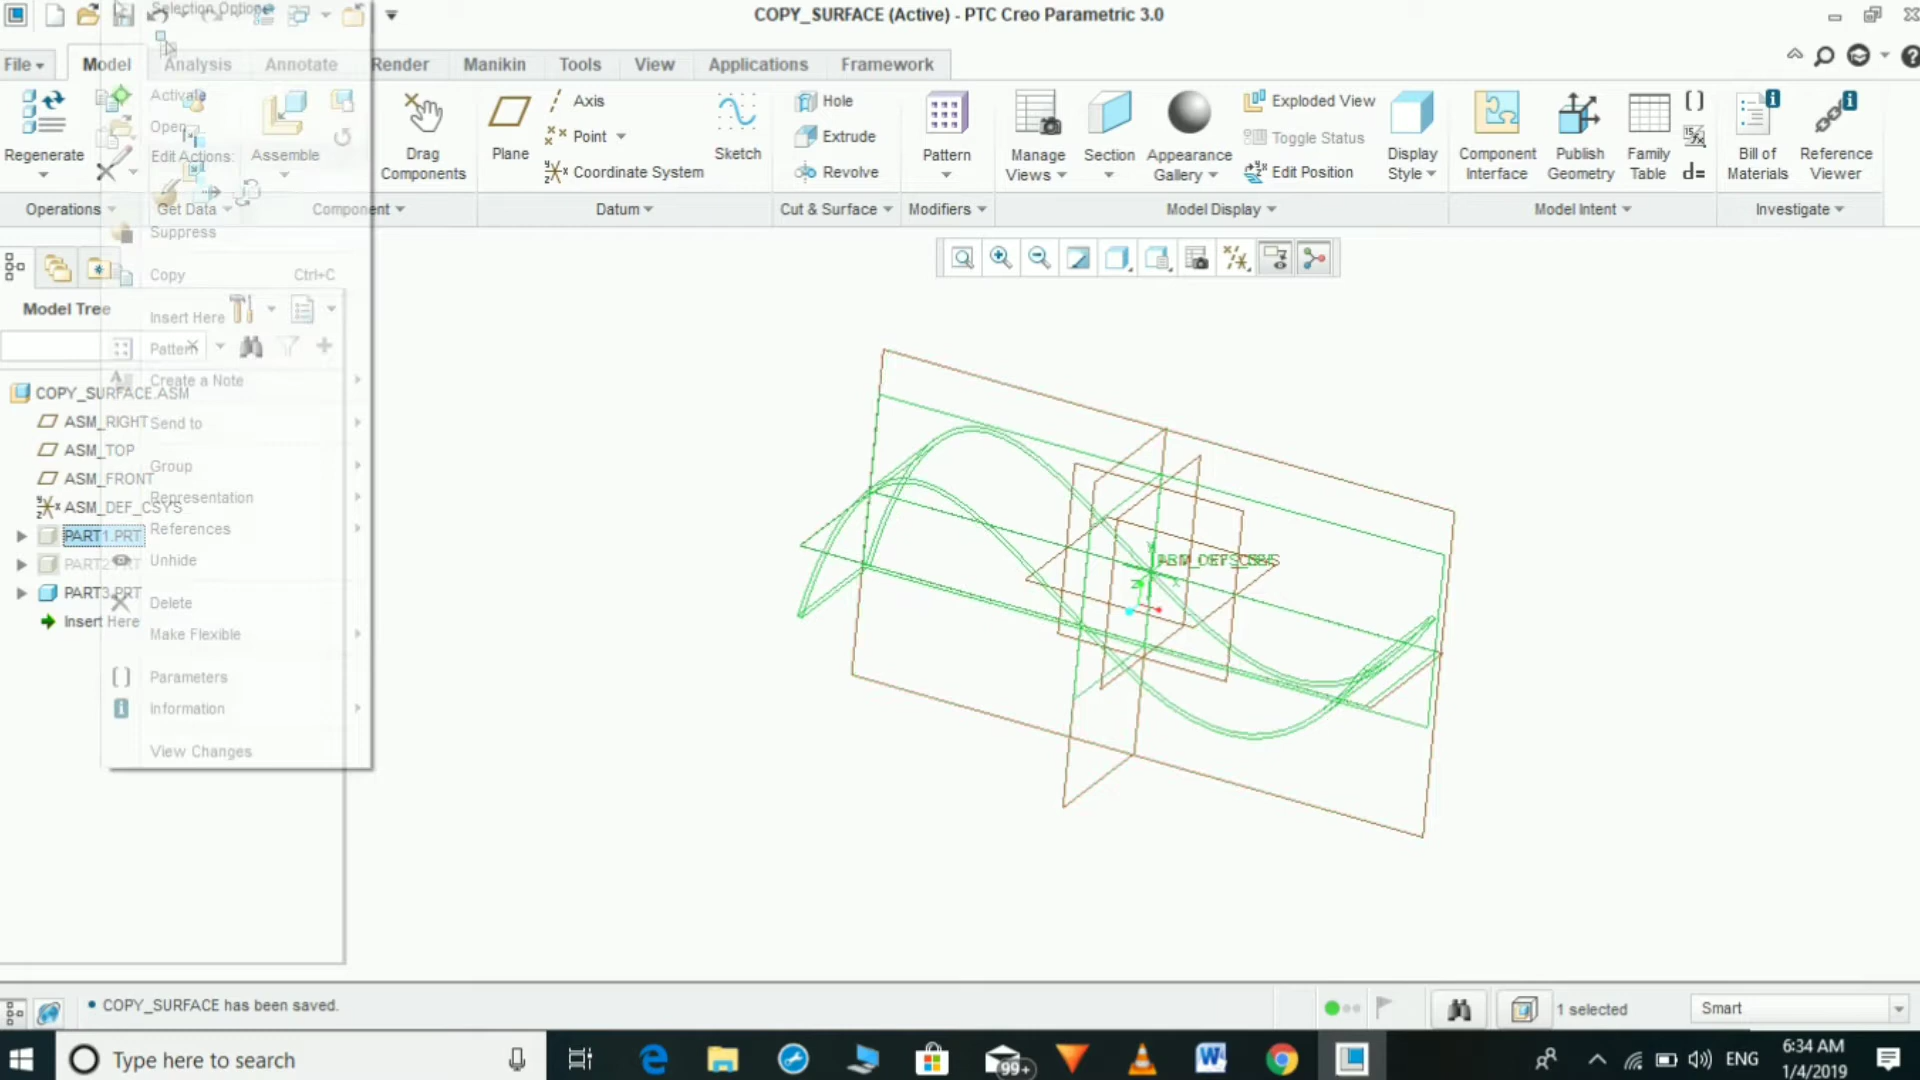 COPY_SURFACE (Active) - PTC Creo Parametric 3.0
Selection Options
File
Model
Analysis
Annotate
Render
Manikin
Tools
View
Applications
Framework
Regenerate
Activate
Open
Edit Actions:
Assemble
Drag
Components
Plane
Axis
Point
Coordinate System
Sketch
Hole
Extrude
Revolve
Pattern
Manage
Views
Section
Appearance
Gallery
Exploded View
Toggle Status
Edit Position
Display
Style
Component
Interface
Publish
Geometry
Family
Table
d=
Bill of
Materials
Reference
Viewer
Operations
Get Data
Component
Datum
Cut & Surface
Modifiers
Model Display
Model Intent
Investigate
Suppress
Copy Ctrl+C
Model Tree
Insert Here
Pattern
Create a Note
COPY_SURFACE.ASM
ASM_RIGHT
Send to
ASM_TOP
Group
ASM_FRONT
Representation
ASM_DEF_CSYS
References
PART1.PRT
Unhide
PART2.PRT
PART3.PRT
Delete
Insert Here
Make Flexible
Parameters
Information
View Changes
COPY_SURFACE has been saved.
1 selected
Smart
Type here to search
99+
ENG
6:34 AM
1/4/2019